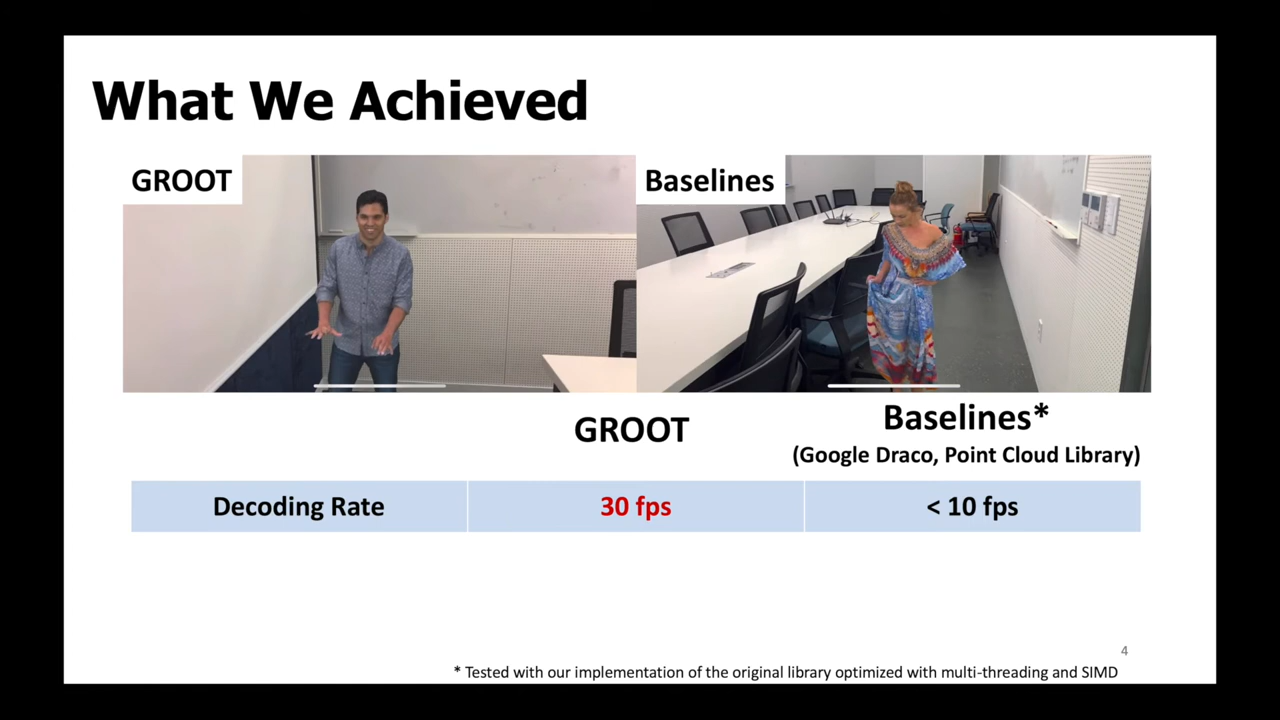 What We Achieved
GROOT
Baselines
GROOT
Baselines*
(Google Draco, Point Cloud Library)
Decoding Rate
30 fps
< 10 fps
4
* Tested with our implementation of the original library optimized with multi-threading and SIMD